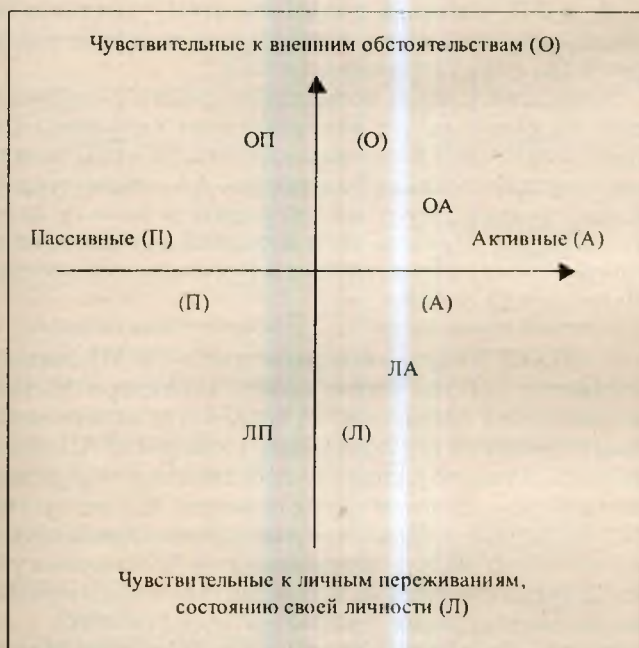 Чувствительные к внешним обстоятельствам (О)
ОП (О)
ОА
Пассивные (П) Активные (А)
(П) (А)
ЛА
ЛП (Л)
Чувствительные к личным переживаниям,
состоянию своей личности (Л)